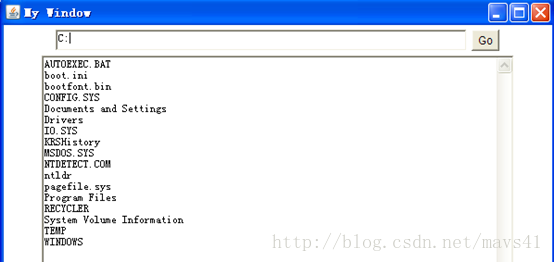 My Window
C:
Go
AUTOEXEC.BAT
boot.ini
bootfont.bin
CONFIG.SYS
Documents and Settings
Drivers
IO.SYS
KRSHistory
MSDOS.SYS
NTDETECT.COM
ntldr
pagefile.sys
Program Files
RECYCLER
System Volume Information
TEMP
WINDOWS
http://blog.csdn.net/mavs41